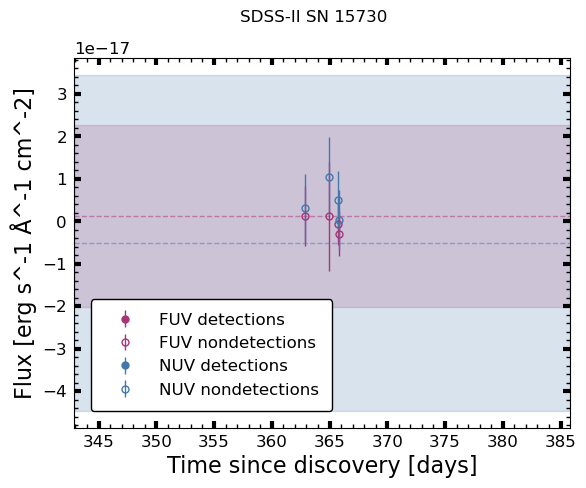 SDSS-II SN 15730
1e−17
Flux [erg s^-1 Å^-1 cm^-2]
3
2
1
0
−1
−2
−3
−4
FUV detections
FUV nondetections
NUV detections
NUV nondetections
345 350 355 360 365 370 375 380 385
Time since discovery [days]